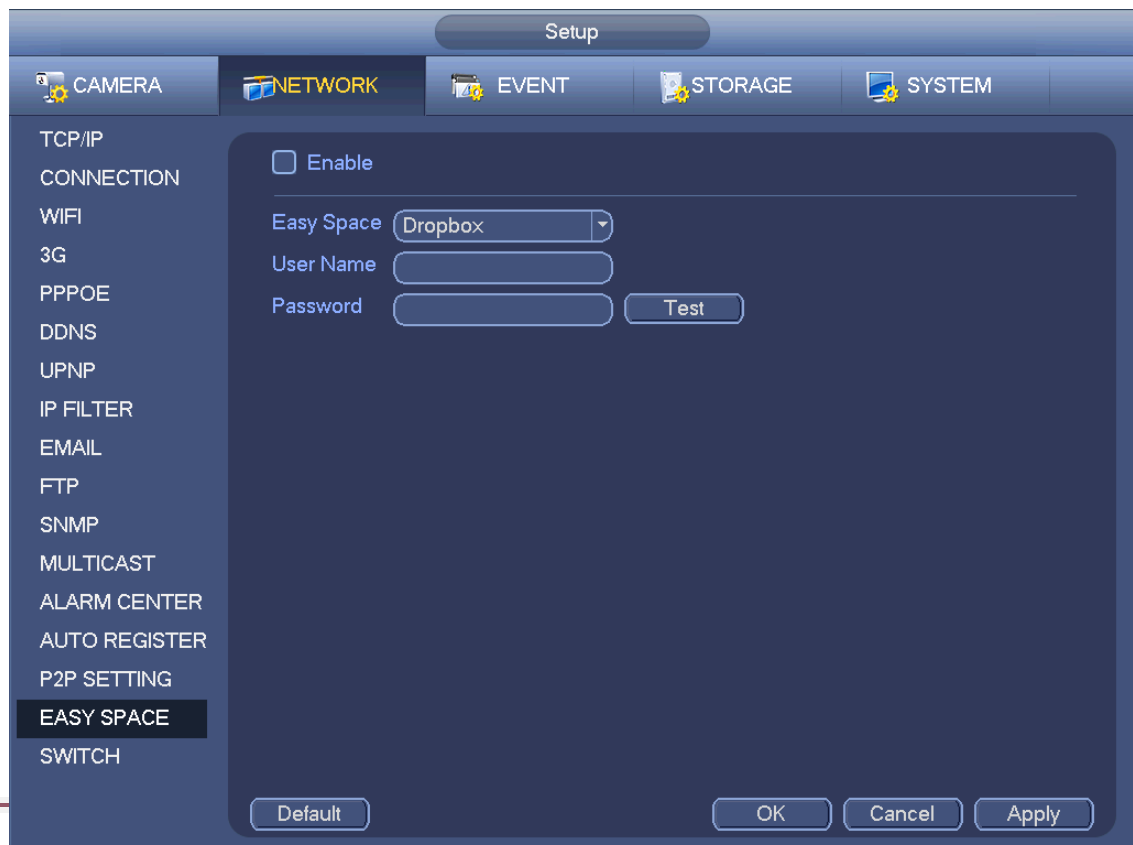 Setup
CAMERA NETWORK EVENT STORAGE SYSTEM
TCP/IP
CONNECTION
WIFI
3G
PPPOE
DDNS
UPNP
IP FILTER
EMAIL
FTP
SNMP
MULTICAST
ALARM CENTER
AUTO REGISTER
P2P SETTING
EASY SPACE
SWITCH
Enable
Easy Space Dropbox
User Name
Password Test
Default OK Cancel Apply